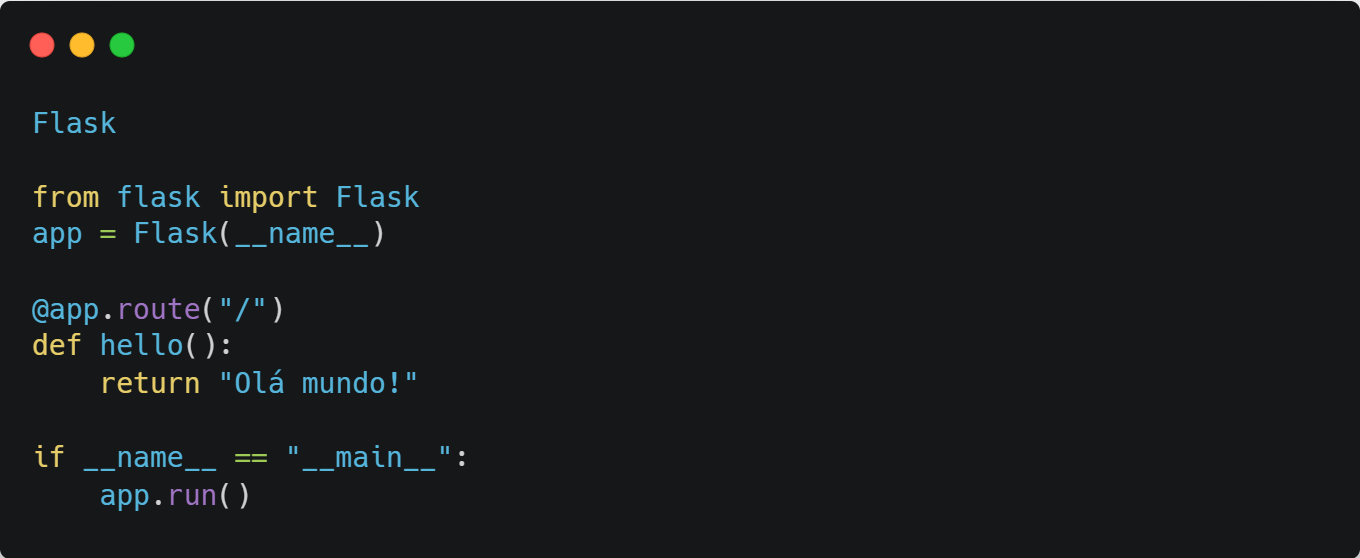 Flask
from flask import Flask
app = Flask(__name__)
@app.route("/")
def hello():
    return "Olá mundo!"
if __name__ == "__main__":
    app.run()